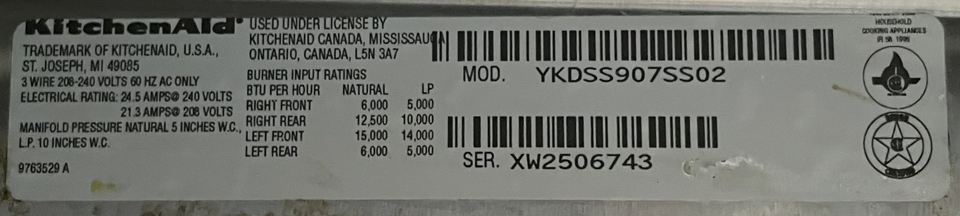 KitchenAid®
TRADEMARK OF KITCHENAID, U.S.A.,
ST. JOSEPH, MI 49085
3 WIRE 208-240 VOLTS 60 HZ AC ONLY
ELECTRICAL RATING: 24.5 AMPS@ 240 VOLTS
21.3 AMPS@ 208 VOLTS
MANIFOLD PRESSURE NATURAL 5 INCHES W.C.,
L.P. 10 INCHES W.C.
9763529 A
USED UNDER LICENSE BY
KITCHENAID CANADA, MISSISSAUGA
ONTARIO, CANADA, L5N 3A7
BURNER INPUT RATINGS
BTU PER HOUR NATURAL LP
RIGHT FRONT 6,000 5,000
RIGHT REAR 12,500 10,000
LEFT FRONT 15,000 14,000
LEFT REAR 6,000 5,000
MOD. YKDSS907SS02
SER. XW2506743
HOUSEHOLD
COOKING APPLIANCES